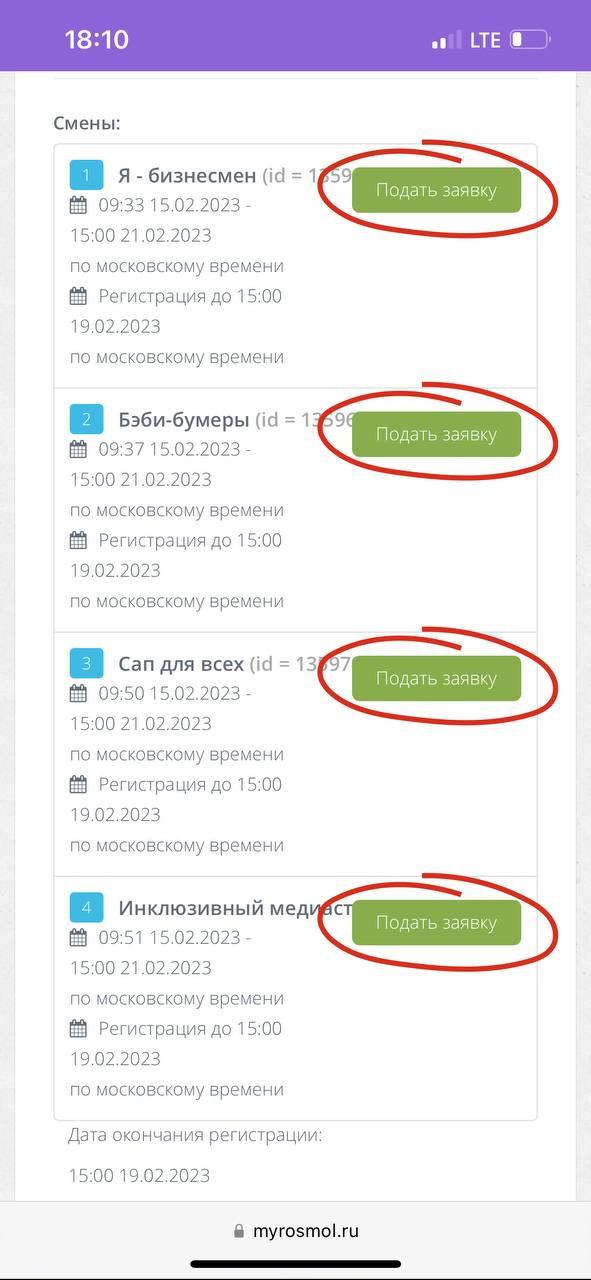 18:10
LTE
Смены:
1 Я - бизнесмен (id = 1359
Подать заявку
09:33 15.02.2023 -
15:00 21.02.2023
по московскому времени
Регистрация до 15:00
19.02.2023
по московскому времени
2 Бэби-бумеры (id = 13596
Подать заявку
09:37 15.02.2023 -
15:00 21.02.2023
по московскому времени
Регистрация до 15:00
19.02.2023
по московскому времени
3 Сап для всех (id = 13597
Подать заявку
09:50 15.02.2023 -
15:00 21.02.2023
по московскому времени
Регистрация до 15:00
19.02.2023
по московскому времени
4 Инклюзивный медиаст
Подать заявку
09:51 15.02.2023 -
15:00 21.02.2023
по московскому времени
Регистрация до 15:00
19.02.2023
по московскому времени
Дата окончания регистрации:
15:00 19.02.2023
myrosmol.ru